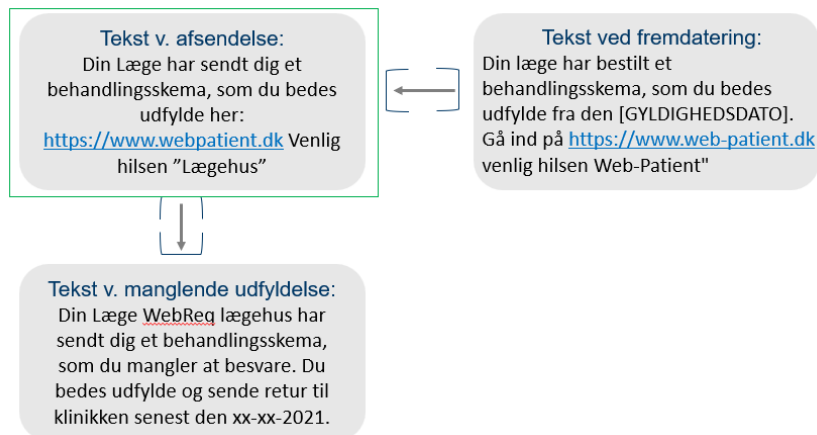 Tekst v. afsendelse:
Din Læge har sendt dig et
behandlingsskema, som du bedes
udfylde her:
https://www.webpatient.dk Venlig
hilsen ”Lægehus”
Tekst ved fremdatering:
Din læge har bestilt et
behandlingsskema, som du bedes
udfylde fra den [GYLDIGHEDSDATO].
Gå ind på https://www.web-patient.dk
venlig hilsen Web-Patient"
Tekst v. manglende udfyldelse:
Din Læge WebReq lægehus har
sendt dig et behandlingsskema,
som du mangler at besvare. Du
bedes udfylde og sende retur til
klinikken senest den xx-xx-2021.